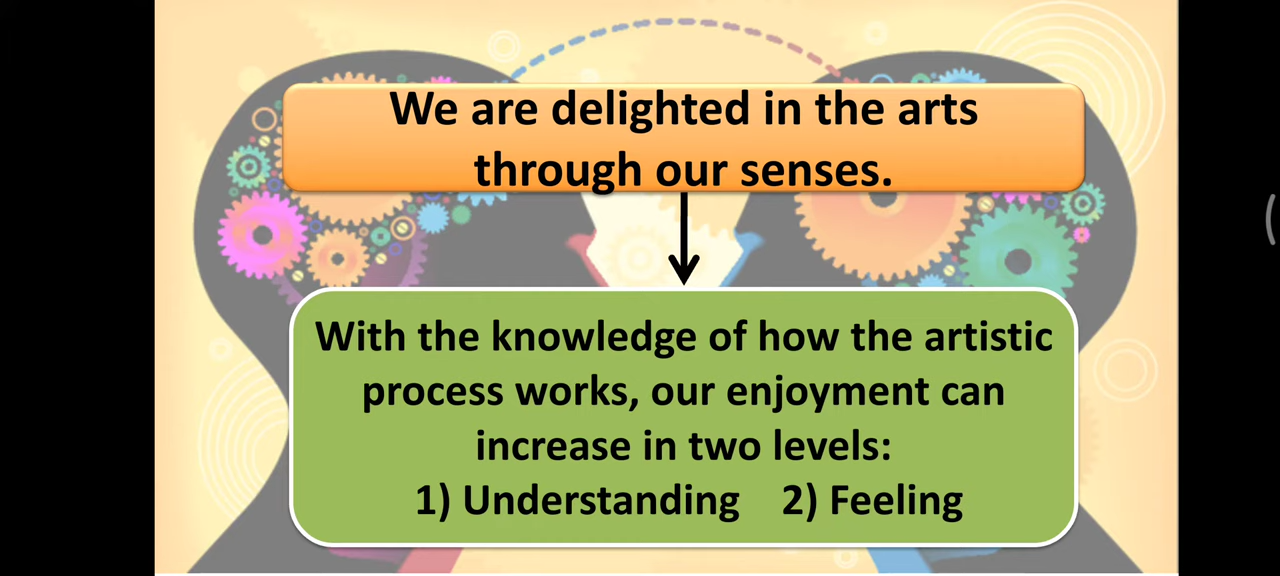 We are delighted in the arts
through our senses.
With the knowledge of how the artistic
process works, our enjoyment can
increase in two levels:
1) Understanding 2) Feeling